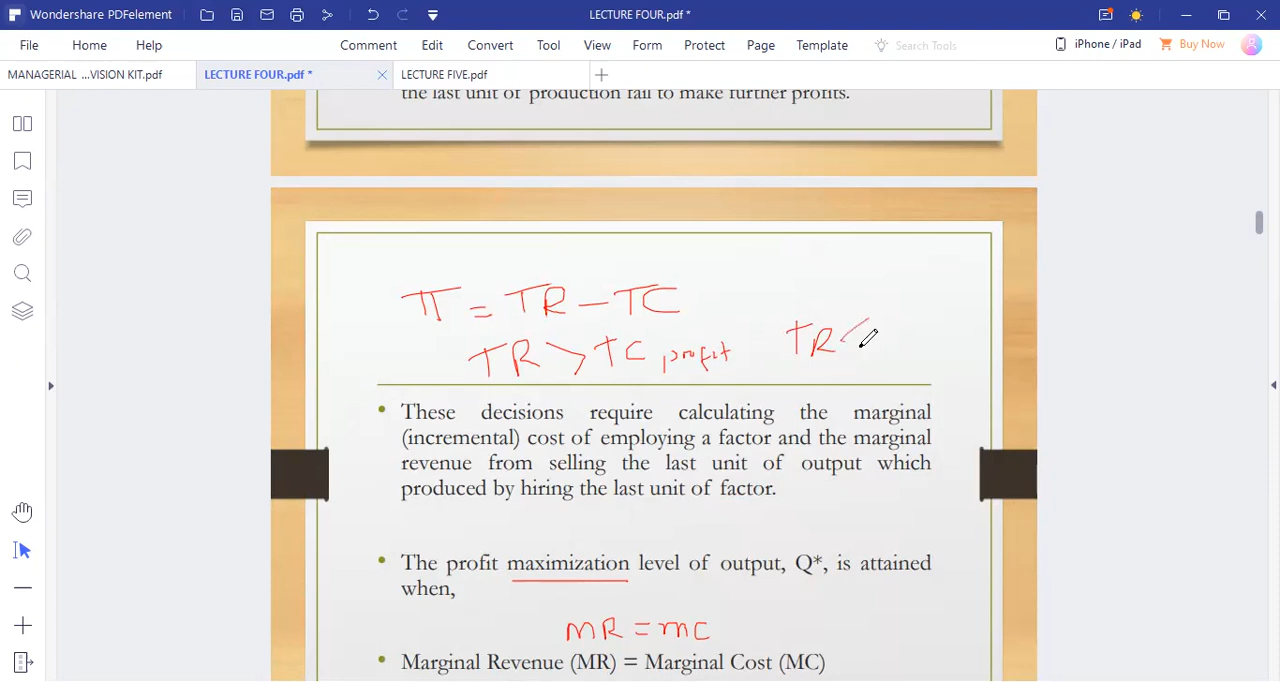 Wondershare PDFelement
LECTURE FOUR.pdf *
File Home Help Comment Edit Convert Tool View Form Protect Page Template Search Tools iPhone / iPad Buy Now
MANAGERIAL ...VISION KIT.pdf
LECTURE FOUR.pdf *
LECTURE FIVE.pdf
the last unit of production fail to make further profits.
π = TR – TC
TR > TC profit TR <
• These decisions require calculating the marginal
(incremental) cost of employing a factor and the marginal
revenue from selling the last unit of output which
produced by hiring the last unit of factor.
• The profit maximization level of output, Q*, is attained
when,
MR = MC
• Marginal Revenue (MR) = Marginal Cost (MC)